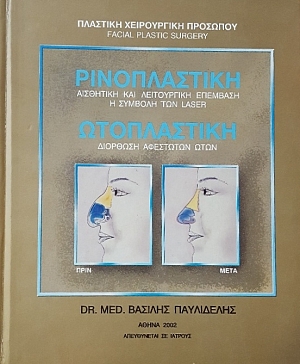 ΠΛΑΣΤΙΚΗ ΧΕΙΡΟΥΡΓΙΚΗ ΠΡΟΣΩΠΟΥ
FACIAL PLASTIC SURGERY
ΡΙΝΟΠΛΑΣΤΙΚΗ
ΑΙΣΘΗΤΙΚΗ ΚΑΙ ΛΕΙΤΟΥΡΓΙΚΗ ΕΠΕΜΒΑΣΗ
Η ΣΥΜΒΟΛΗ ΤΩΝ LASER
ΩΤΟΠΛΑΣΤΙΚΗ
ΔΙΟΡΘΩΣΗ ΑΦΕΣΤΩΤΩΝ ΩΤΩΝ
ΠΡΙΝ
ΜΕΤΑ
DR. MED. ΒΑΣΙΛΗΣ ΠΑΥΛΙΔΕΛΗΣ
ΑΘΗΝΑ 2002
ΑΠΕΥΘΥΝΕΤΑΙ ΣΕ ΙΑΤΡΟΥΣ